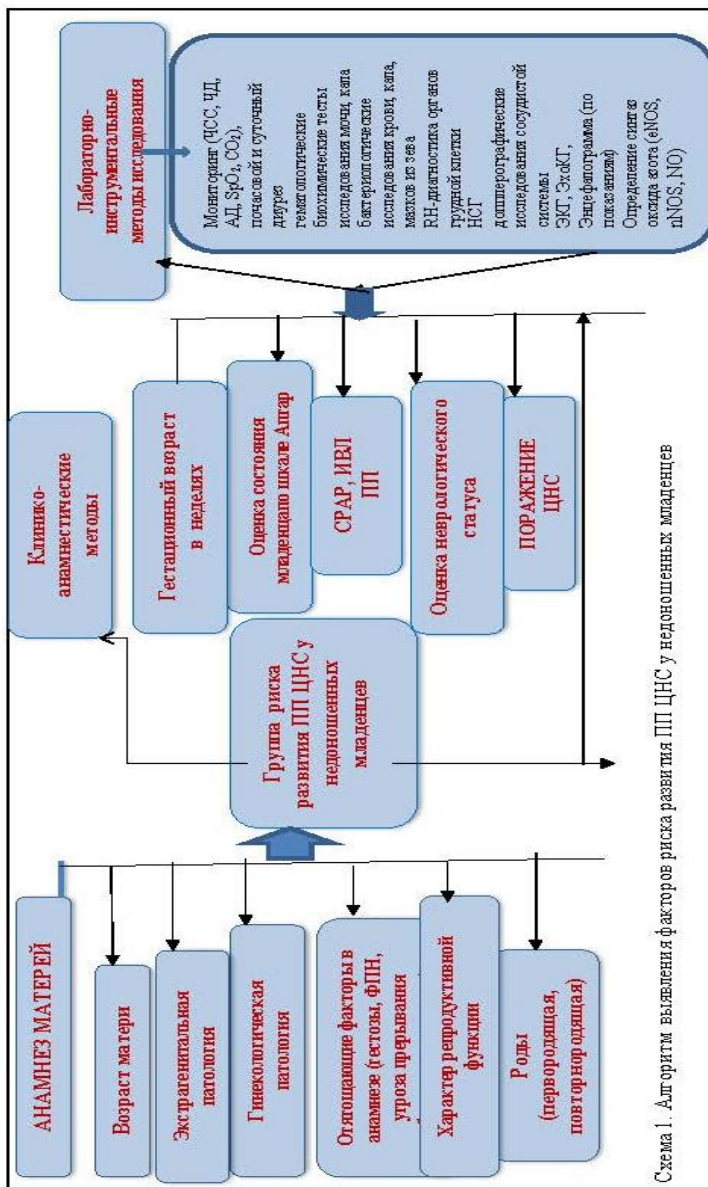 АНАМНЕЗ МАТЕРЕЙ
Возраст матери
Экстрагенитальная
патология
Гинекологическая
патология
Отягощающие факторы в
анамнезе (гестозы, ФПН,
угроза прерывания
Характер репродуктивной
функции
Роды
(первородящая,
повторнородящая)
Группа риска
развития ПП ЦНС у
недоношенных
младенцев
Клинико-
анамнестические
методы
Гестационный возраст
в неделях
Оценка состояния
младенцапо шкале Апгар
СРАР, ИВЛ
ПП
Оценка неврологического
статуса
ПОРАЖЕНИЕ
ЦНС
Лабораторно-
инструментальные
методы исследования
Мониторинг (ЧСС, ЧД,
АД, SpO₂, CO₂),
почасовой и суточный
диурез
гематологические
биохимические тесты
исследования мочи, кала
бактериологические
исследования крови, кала,
мазков из зева
RH-диагностика органов
грудной клетки
НСГ
допплерографические
исследования сосудистой
системы
ЭКГ, ЭхоКГ,
Энцефалограмма (по
показаниям)
Определение синтаз
оксида азота (eNOS,
nNOS, NO)
Схема 1. Алгоритм выявления факторов риска развития ПП ЦНС у недоношенных младенцев